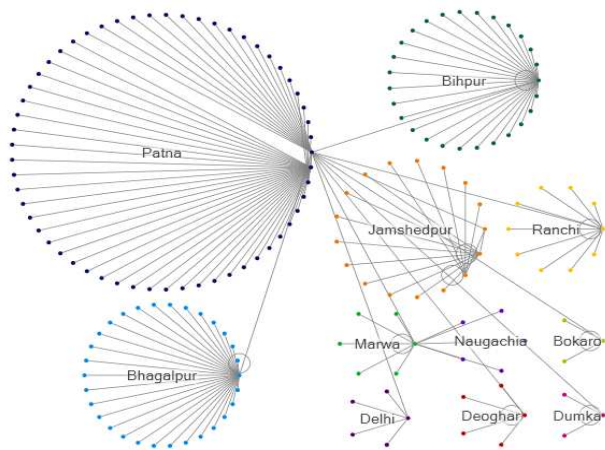 Bihpur
Patna
Jamshedpur
Ranchi
Marwa
Naugachia
Bokaro
Bhagalpur
Delhi
Deoghar
Dumka